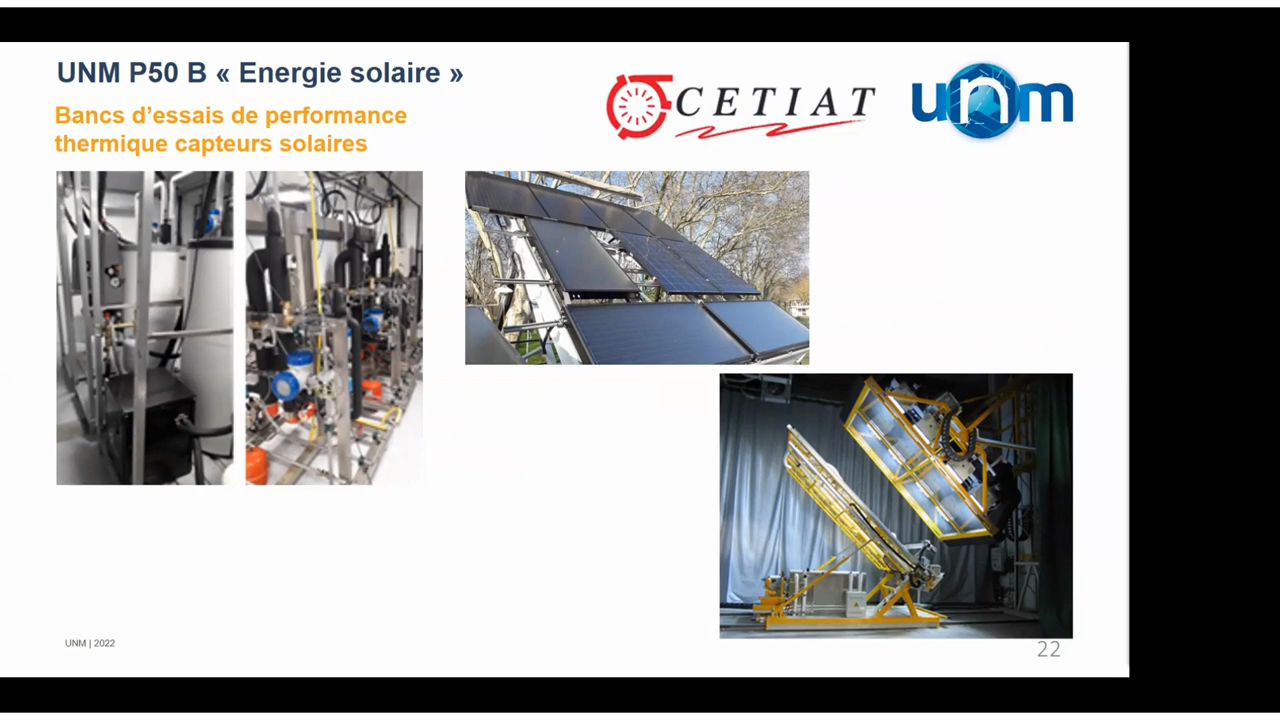 UNM P50 B « Energie solaire »
Bancs d’essais de performance
thermique capteurs solaires
CETIAT
unm
UNM | 2022
22